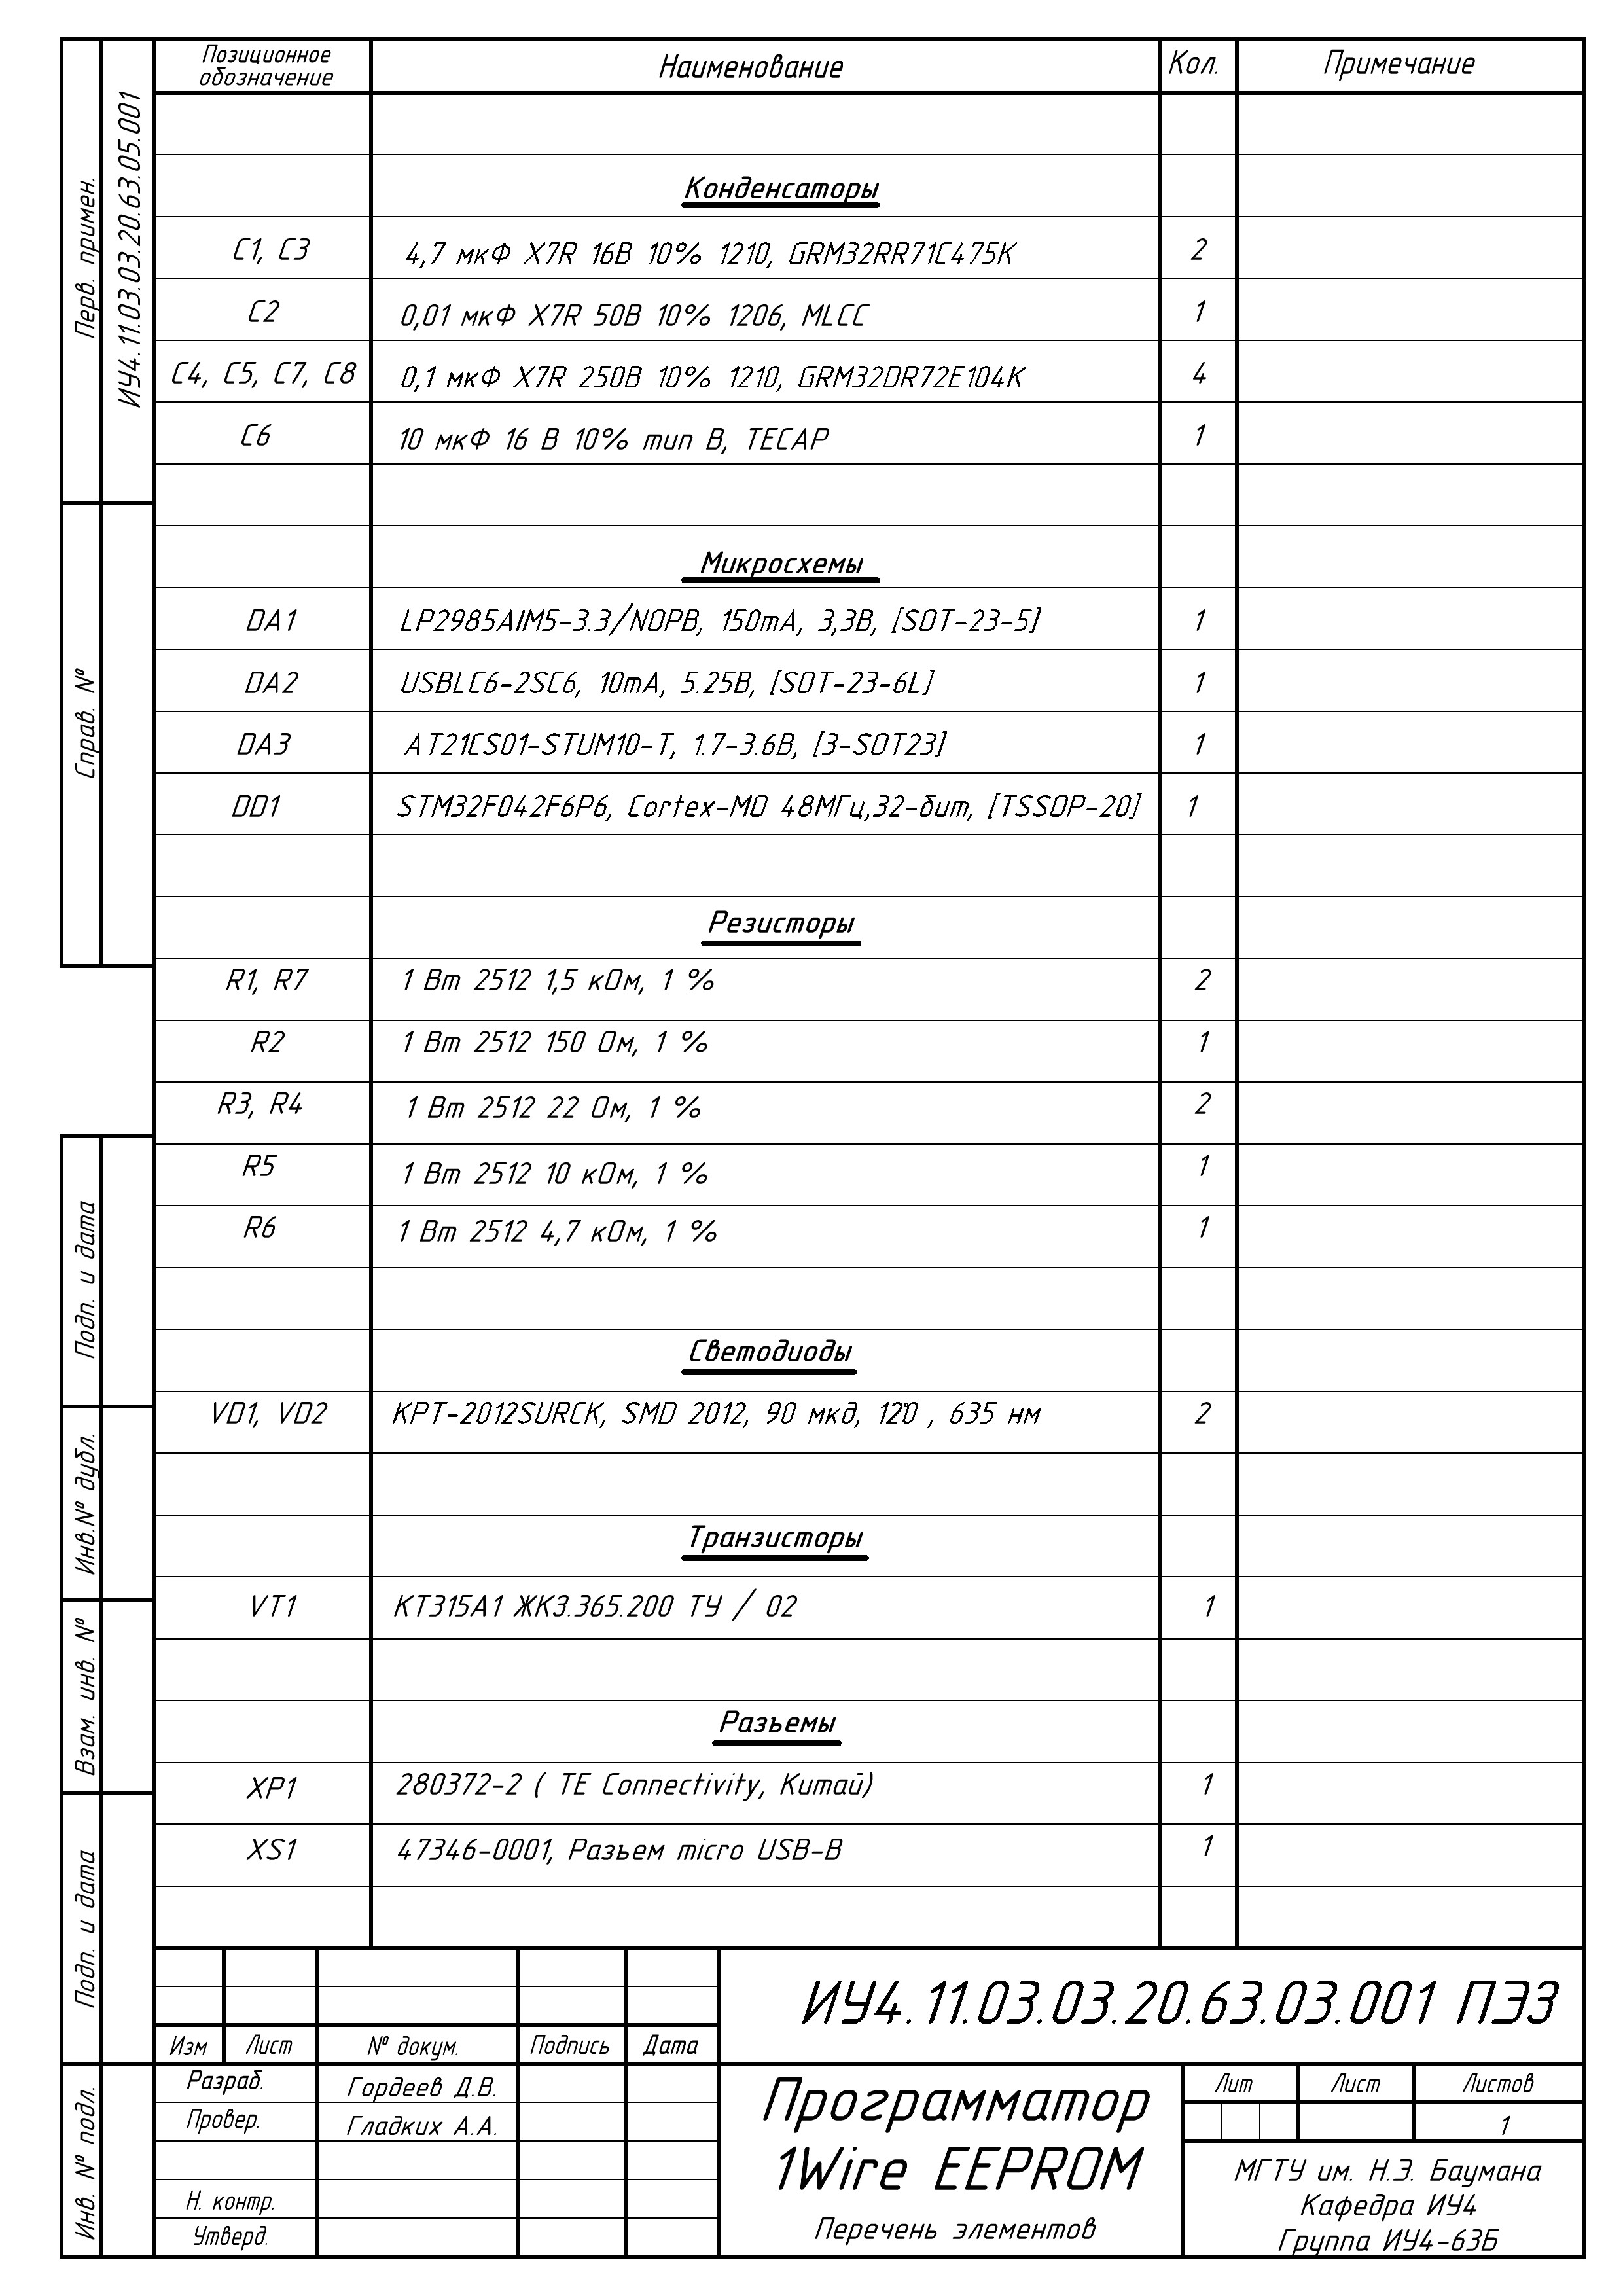 Позиционное обозначение Наименование Кол. Примечание
Конденсаторы
C1, C3 4,7 мкФ X7R 16В 10% 1210, GRM32RR71C475K 2
C2 0,01 мкФ X7R 50В 10% 1206, MLCC 1
C4, C5, C7, C8 0,1 мкФ X7R 250В 10% 1210, GRM32DR72E104K 4
C6 10 мкФ 16 В 10% тип B, TECAP 1
Микросхемы
DA1 LP2985AIM5-3.3/NOPB, 150mA, 3,3В, [SOT-23-5] 1
DA2 USBLC6-2SC6, 10mA, 5.25В, [SOT-23-6L] 1
DA3 AT21CS01-STUM10-T, 1.7-3.6В, [3-SOT23] 1
DD1 STM32F042F6P6, Cortex-M0 48МГц,32-бит, [TSSOP-20] 1
Резисторы
R1, R7 1 Вт 2512 1,5 кОм, 1 % 2
R2 1 Вт 2512 150 Ом, 1 % 1
R3, R4 1 Вт 2512 22 Ом, 1 % 2
R5 1 Вт 2512 10 кОм, 1 % 1
R6 1 Вт 2512 4,7 кОм, 1 % 1
Светодиоды
VD1, VD2 KPT-2012SURCK, SMD 2012, 90 мкд, 120° , 635 нм 2
Транзисторы
VT1 КТ315А1 ЖК3.365.200 ТУ / 02 1
Разъемы
XP1 280372-2 ( TE Connectivity, Китай) 1
XS1 47346-0001, Разъем micro USB-B 1
Перв. примен.
ИУ4.11.03.03.20.63.05.001
Справ. №
Подп. и дата
Инв.№ дубл.
Взам. инв. №
Подп. и дата
Инв. № подл.
ИУ4.11.03.03.20.63.03.001 ПЭ3
Изм Лист № докум. Подпись Дата
Разраб. Гордеев Д.В.
Провер. Гладких А.А.
Н. контр.
Утверд.
Программатор
1Wire EEPROM
Перечень элементов
Лит Лист Листов
1
МГТУ им. Н.Э. Баумана
Кафедра ИУ4
Группа ИУ4-63Б